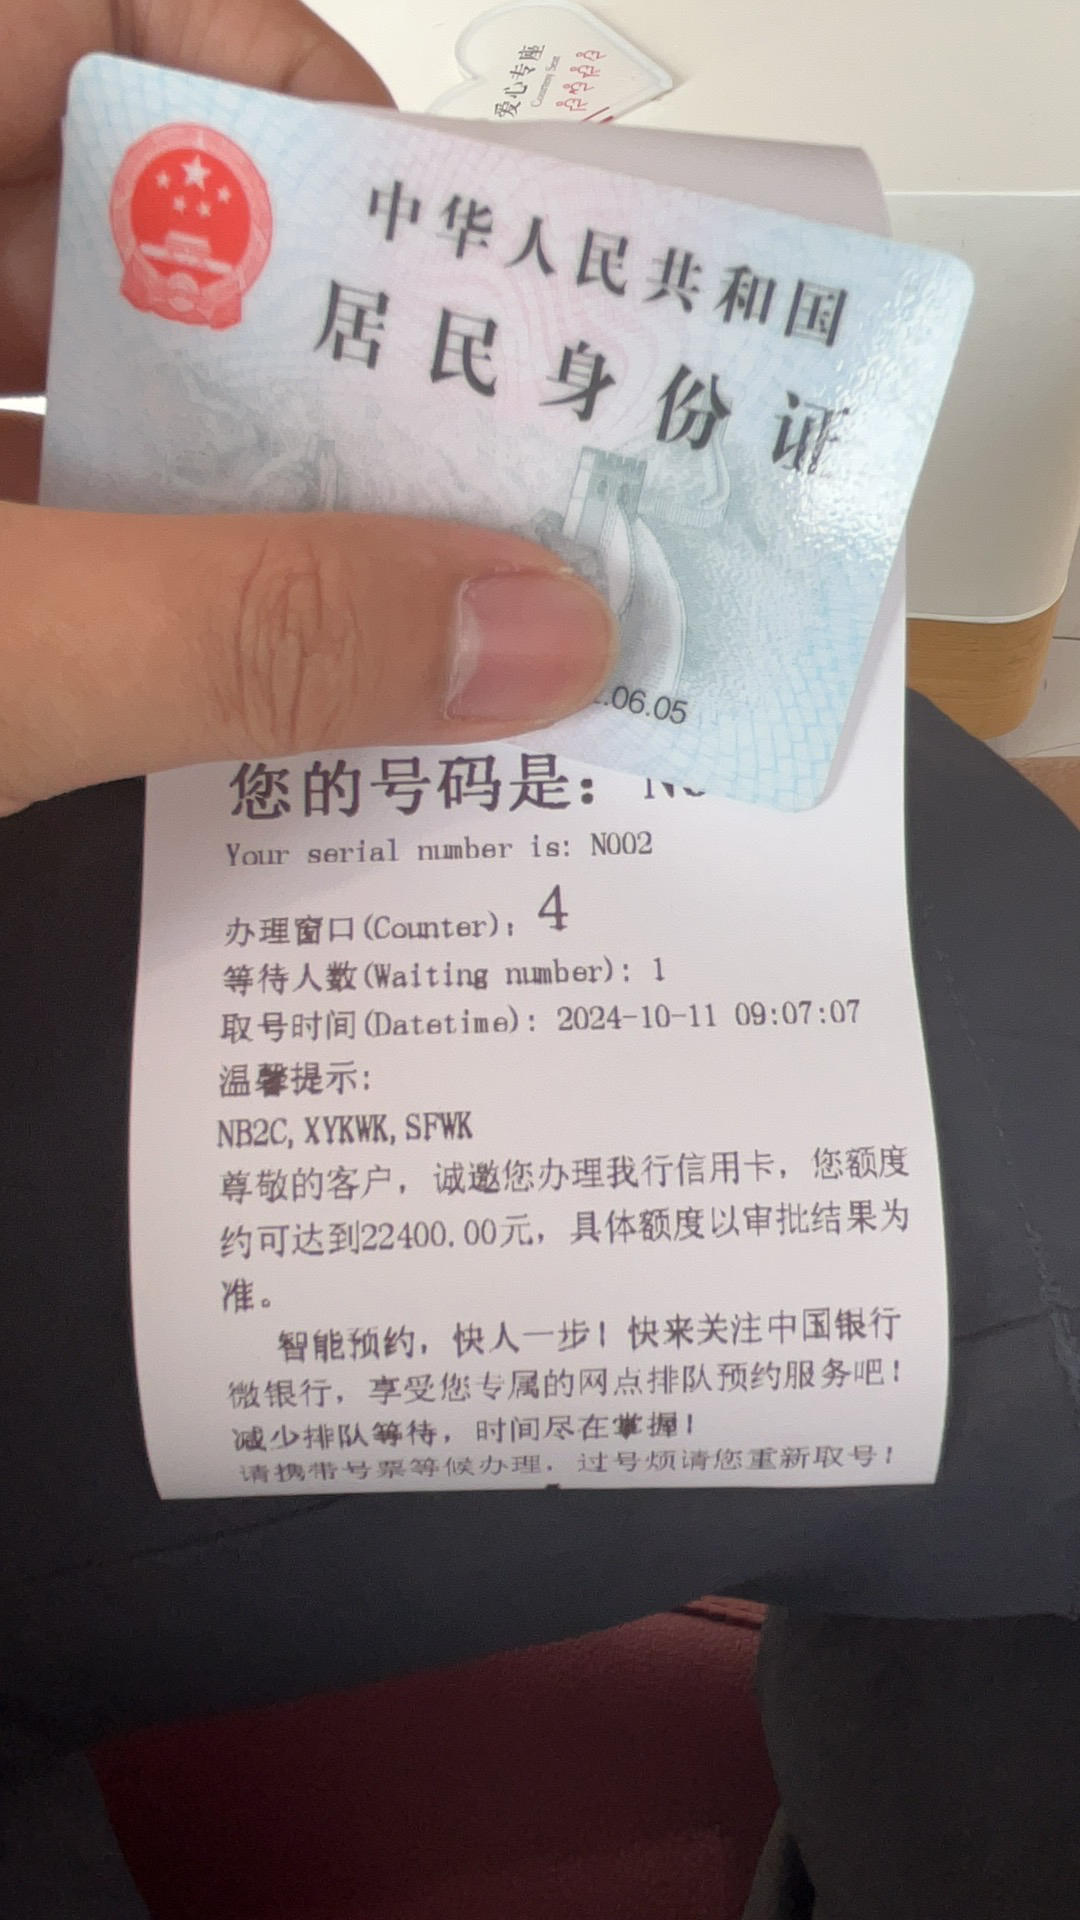 爱心专座
Courtesy Seat
中华人民共和国
居民身份证
.06.05
您的号码是：
Your serial number is: N002
办理窗口(Counter): 4
等待人数(Waiting number): 1
取号时间(Datetime): 2024-10-11 09:07:07
温馨提示:
NB2C,XYKWK,SFWK
尊敬的客户，诚邀您办理我行信用卡，您额度
约可达到22400.00元，具体额度以审批结果为
准。
智能预约，快人一步！快来关注中国银行
微银行，享受您专属的网点排队预约服务吧！
减少排队等待，时间尽在掌握！
请携带号票等候办理，过号烦请您重新取号！